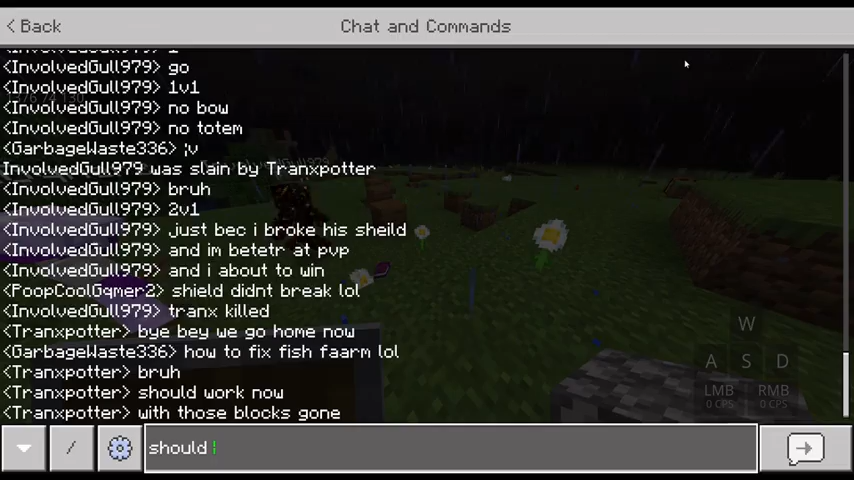 Back
Chat and Commands
<InvolvedGull979>
<InvolvedGull979> go
<InvolvedGull979> 1v1
<InvolvedGull979> no bow
<InvolvedGull979> no totem
<GarbageWaste336> ;v
InvolvedGull979 was slain by Tranxpotter
<InvolvedGull979> bruh
<InvolvedGull979> 2v1
<InvolvedGull979> just bec i broke his sheild
<InvolvedGull979> and im betetr at pvp
<InvolvedGull979> and i about to win
<PoopCoolGqmer2> shield didnt break lol
<InvolvedGull979> tranx killed
<Tranxpotter> bye bey we go home now
<GarbageWaste336> how to fix fish faarm lol
<Tranxpotter> bruh
<Tranxpotter> should work now
<Tranxpotter> with those blocks gone
W
A S D
LMB RMB
0 CPS 0 CPS
/
should